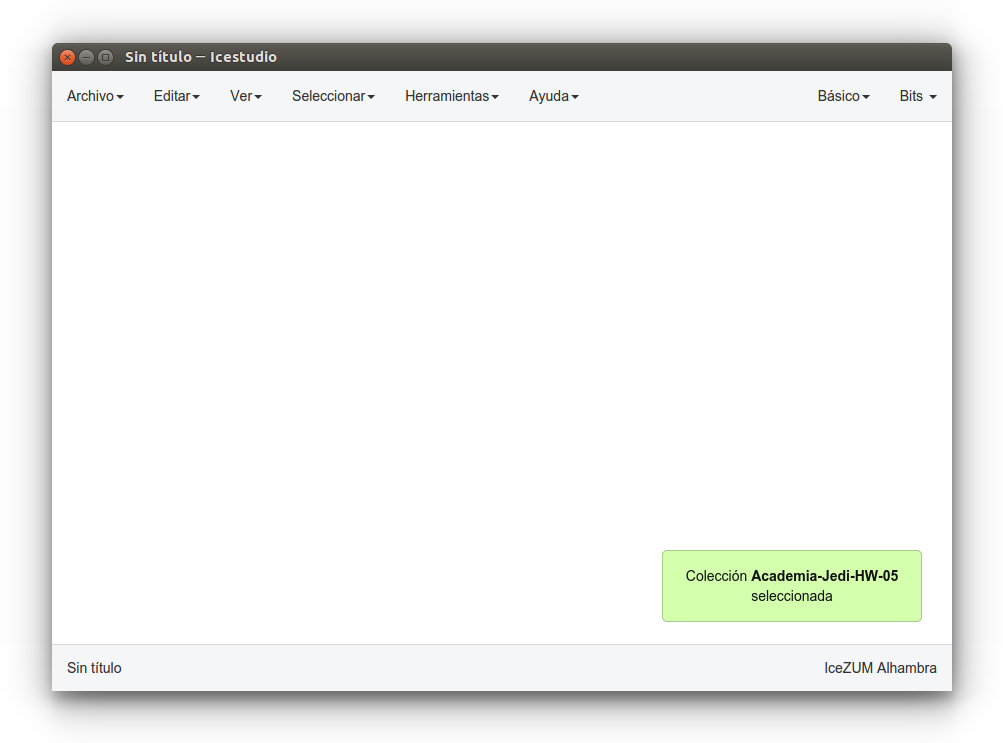 Sin título — Icestudio
Archivo Editar Ver Seleccionar Herramientas Ayuda Básico Bits
Colección Academia-Jedi-HW-05
seleccionada
Sin título IceZUM Alhambra